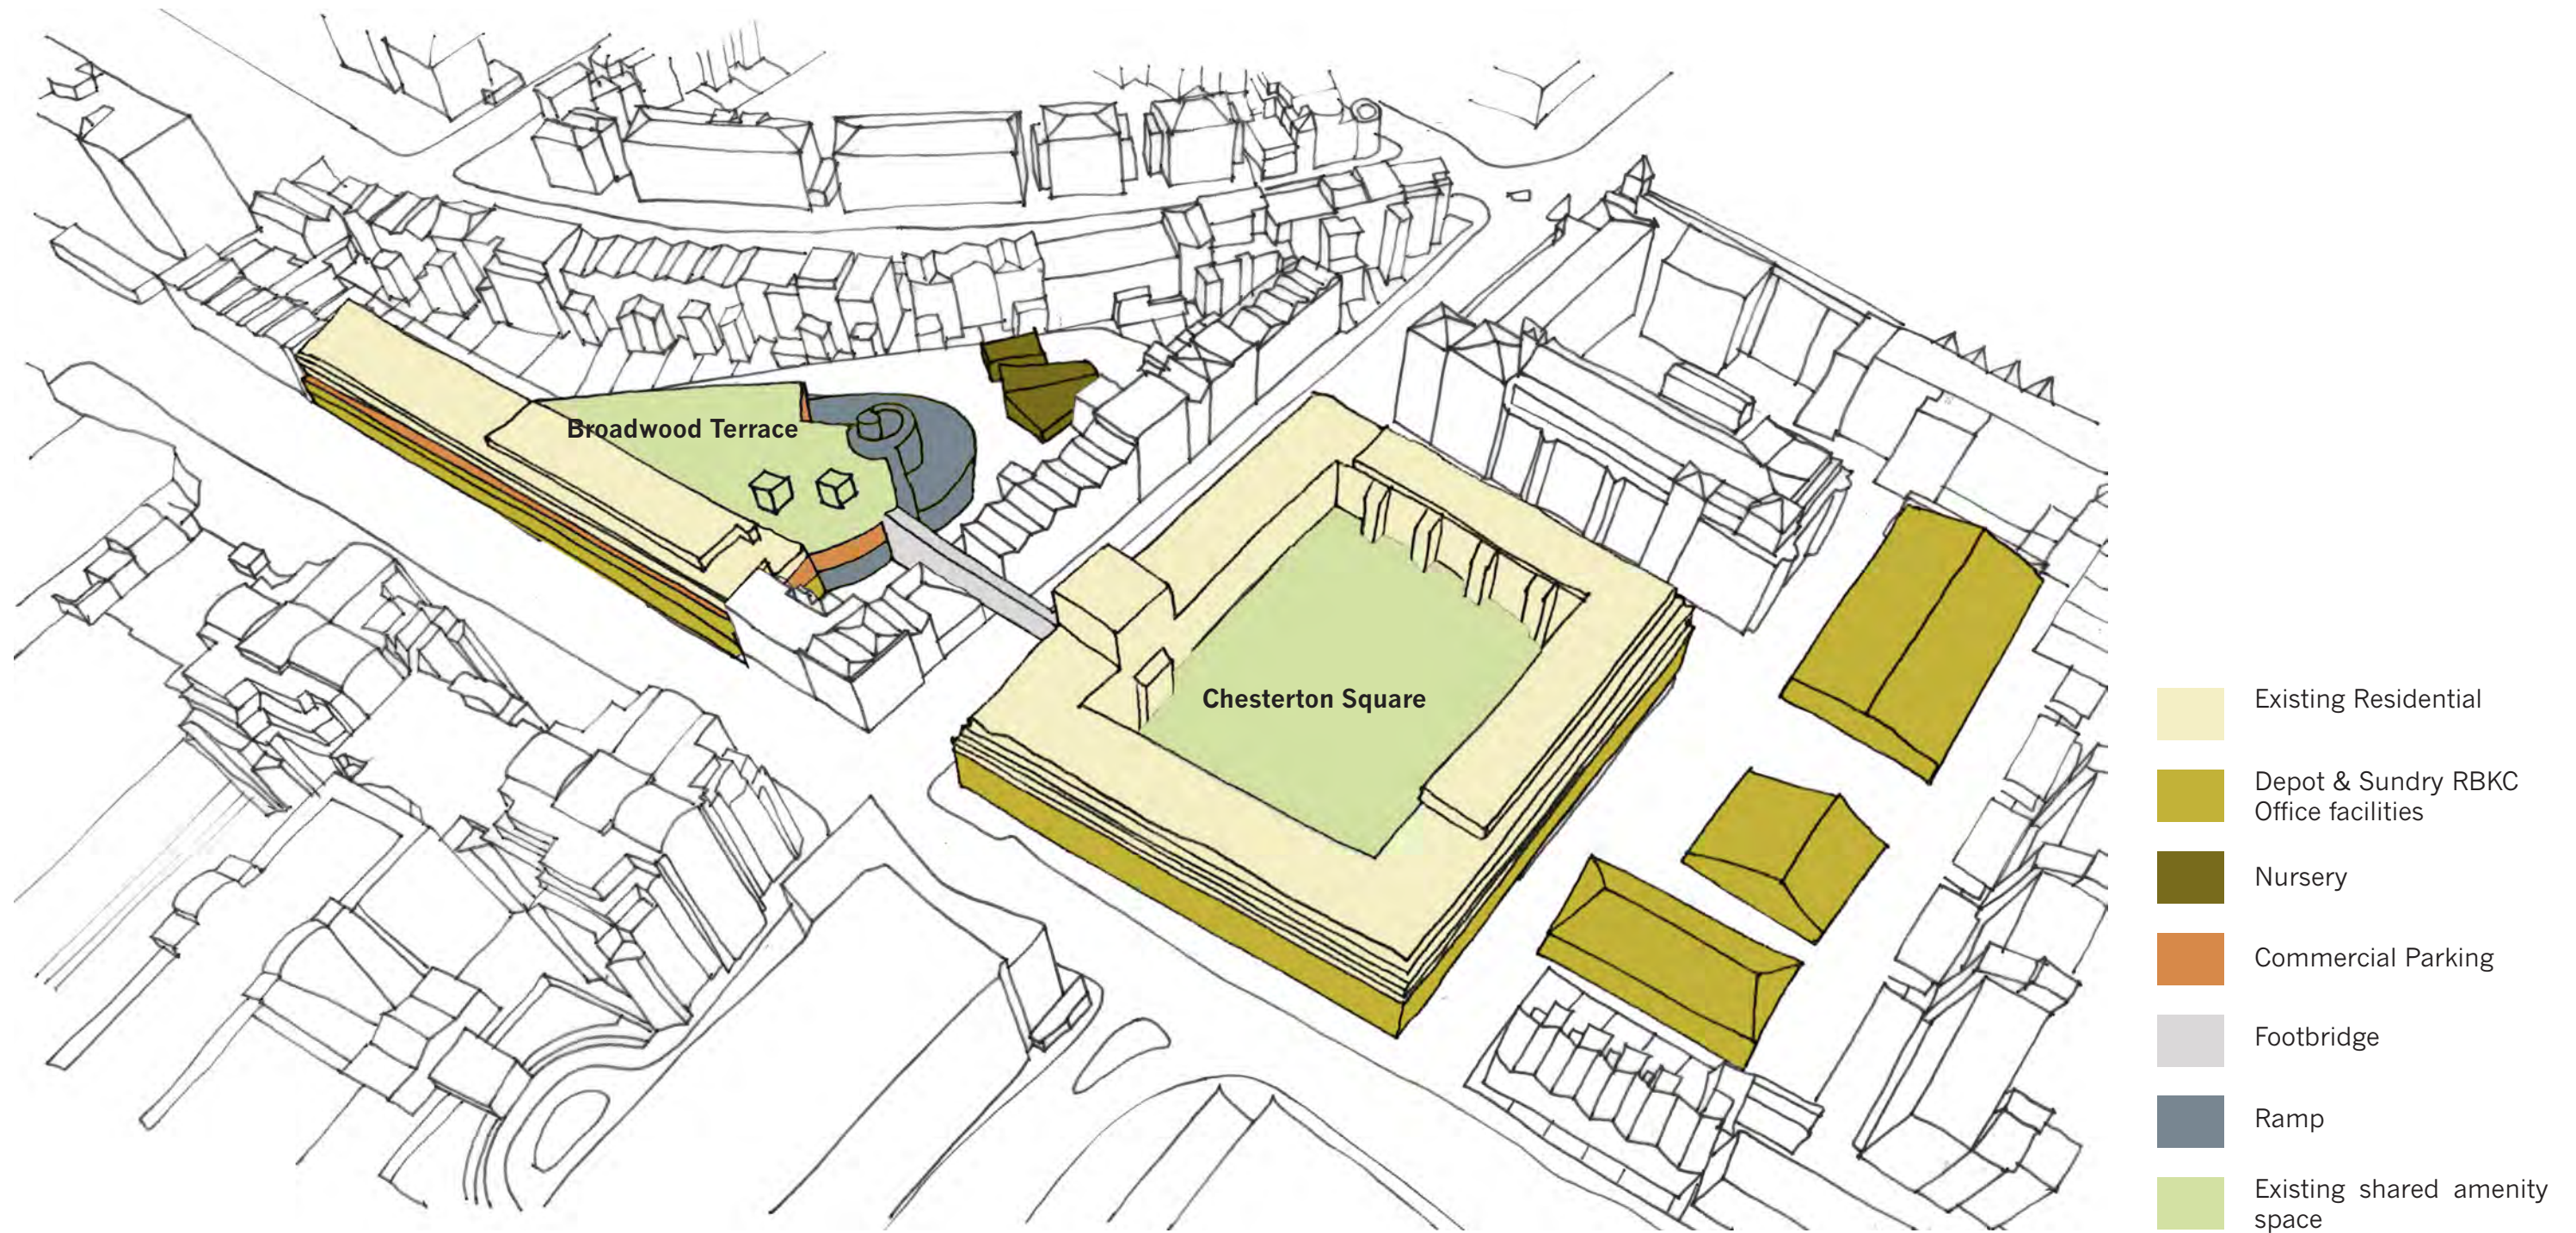 Broadwood Terrace
Chesterton Square
Existing Residential
Depot & Sundry RBKC
Office facilities
Nursery
Commercial Parking
Footbridge
Ramp
Existing shared amenity
space